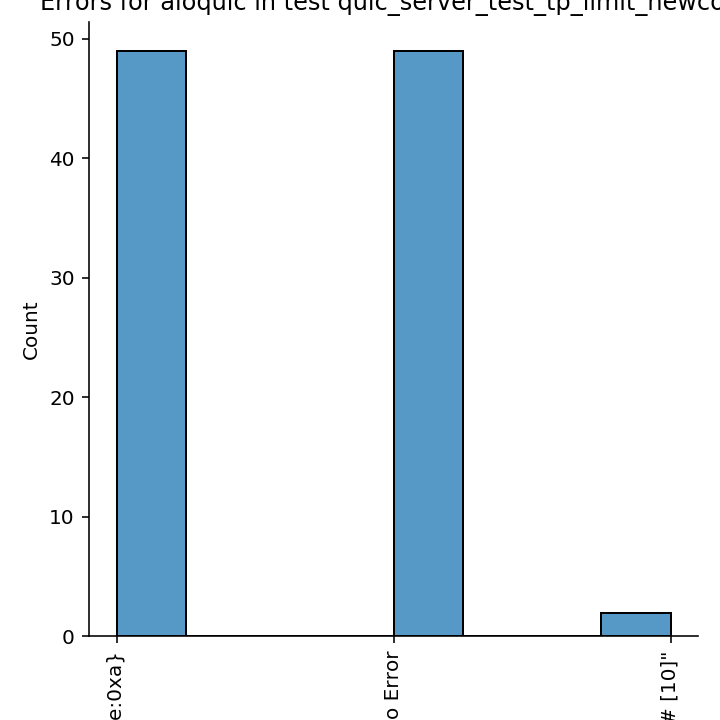 Errors for aioquic in test quic_server_test_tp_limit_newco
50
40
30
20
10
0
Count
e:0xa}
o Error
# [10]"